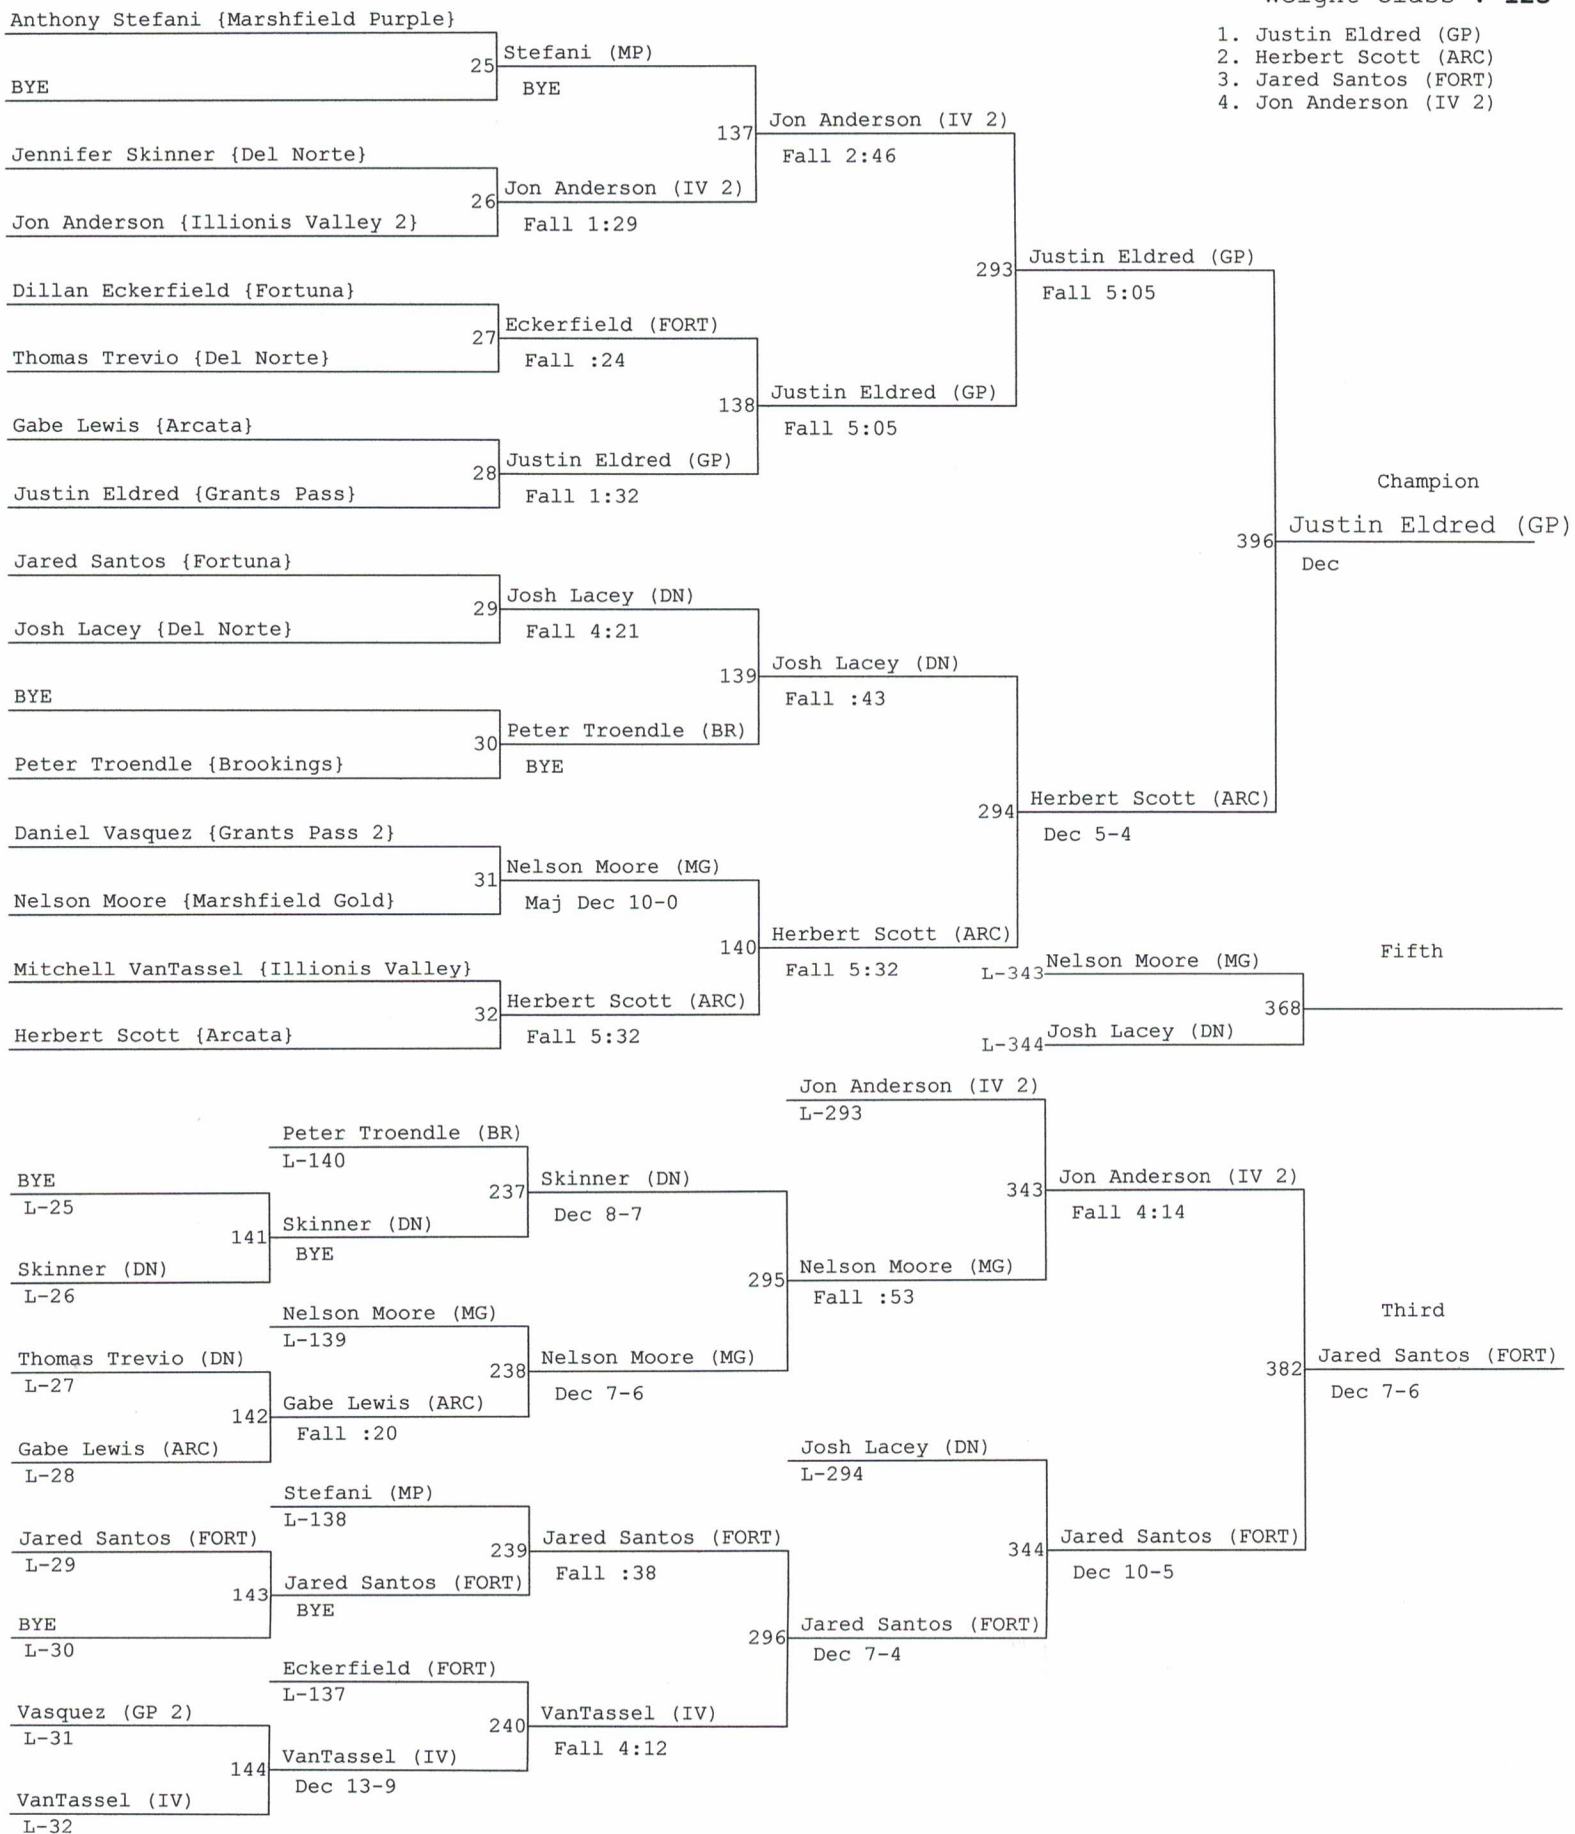 Weight Class : 128
1. Justin Eldred (GP)
2. Herbert Scott (ARC)
3. Jared Santos (FORT)
4. Jon Anderson (IV 2)
Anthony Stefani {Marshfield Purple}
25
Stefani (MP)
BYE
BYE
137
Jon Anderson (IV 2)
Fall 2:46
Jennifer Skinner {Del Norte}
26
Jon Anderson (IV 2)
Fall 1:29
Jon Anderson {Illionis Valley 2}
293
Justin Eldred (GP)
Fall 5:05
Dillan Eckerfield {Fortuna}
27
Eckerfield (FORT)
Fall :24
Thomas Trevio {Del Norte}
138
Justin Eldred (GP)
Fall 5:05
Gabe Lewis {Arcata}
28
Justin Eldred (GP)
Fall 1:32
Justin Eldred {Grants Pass}
Champion
396
Justin Eldred (GP)
Dec
Jared Santos {Fortuna}
29
Josh Lacey (DN)
Fall 4:21
Josh Lacey {Del Norte}
139
Josh Lacey (DN)
Fall :43
BYE
30
Peter Troendle (BR)
BYE
Peter Troendle {Brookings}
294
Herbert Scott (ARC)
Dec 5-4
Daniel Vasquez {Grants Pass 2}
31
Nelson Moore (MG)
Maj Dec 10-0
Nelson Moore {Marshfield Gold}
140
Herbert Scott (ARC)
Fall 5:32
Mitchell VanTassel {Illionis Valley}
32
Herbert Scott (ARC)
Fall 5:32
Herbert Scott {Arcata}
Fifth
L-343
Nelson Moore (MG)
368
L-344
Josh Lacey (DN)
Jon Anderson (IV 2)
L-293
Peter Troendle (BR)
L-140
BYE
L-25
237
Skinner (DN)
Dec 8-7
343
Jon Anderson (IV 2)
Fall 4:14
141
Skinner (DN)
BYE
Skinner (DN)
L-26
295
Nelson Moore (MG)
Fall :53
Nelson Moore (MG)
L-139
Third
Thomas Trevio (DN)
L-27
238
Nelson Moore (MG)
Dec 7-6
382
Jared Santos (FORT)
Dec 7-6
142
Gabe Lewis (ARC)
Fall :20
Gabe Lewis (ARC)
L-28
Josh Lacey (DN)
L-294
Stefani (MP)
L-138
Jared Santos (FORT)
L-29
239
Jared Santos (FORT)
Fall :38
344
Jared Santos (FORT)
Dec 10-5
143
Jared Santos (FORT)
BYE
BYE
L-30
296
Jared Santos (FORT)
Dec 7-4
Eckerfield (FORT)
L-137
Vasquez (GP 2)
L-31
240
VanTassel (IV)
Fall 4:12
144
VanTassel (IV)
Dec 13-9
VanTassel (IV)
L-32